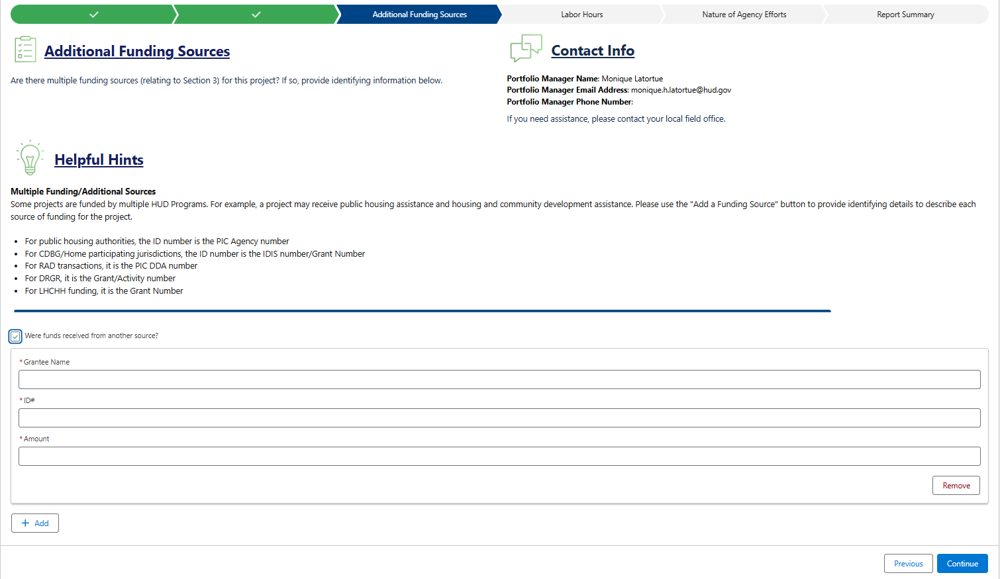 Additional Funding Sources
Labor Hours
Nature of Agency Efforts
Report Summary
Additional Funding Sources
Are there multiple funding sources (relating to Section 3) for this project? If so, provide identifying information below.
Contact Info
Portfolio Manager Name: Monique Latortue
Portfolio Manager Email Address: monique.h.latortue@hud.gov
Portfolio Manager Phone Number:
If you need assistance, please contact your local field office.
Helpful Hints
Multiple Funding/Additional Sources
Some projects are funded by multiple HUD Programs. For example, a project may receive public housing assistance and housing and community development assistance. Please use the "Add a Funding Source" button to provide identifying details to describe each
source of funding for the project.
• For public housing authorities, the ID number is the PIC Agency number
• For CDBG/Home participating jurisdictions, the ID number is the IDIS number/Grant Number
• For RAD transactions, it is the PIC DDA number
• For DRGR, it is the Grant/Activity number
• For LHCHH funding, it is the Grant Number
Were funds received from another source?
*Grantee Name
*ID#
*Amount
Remove
+ Add
Previous
Continue